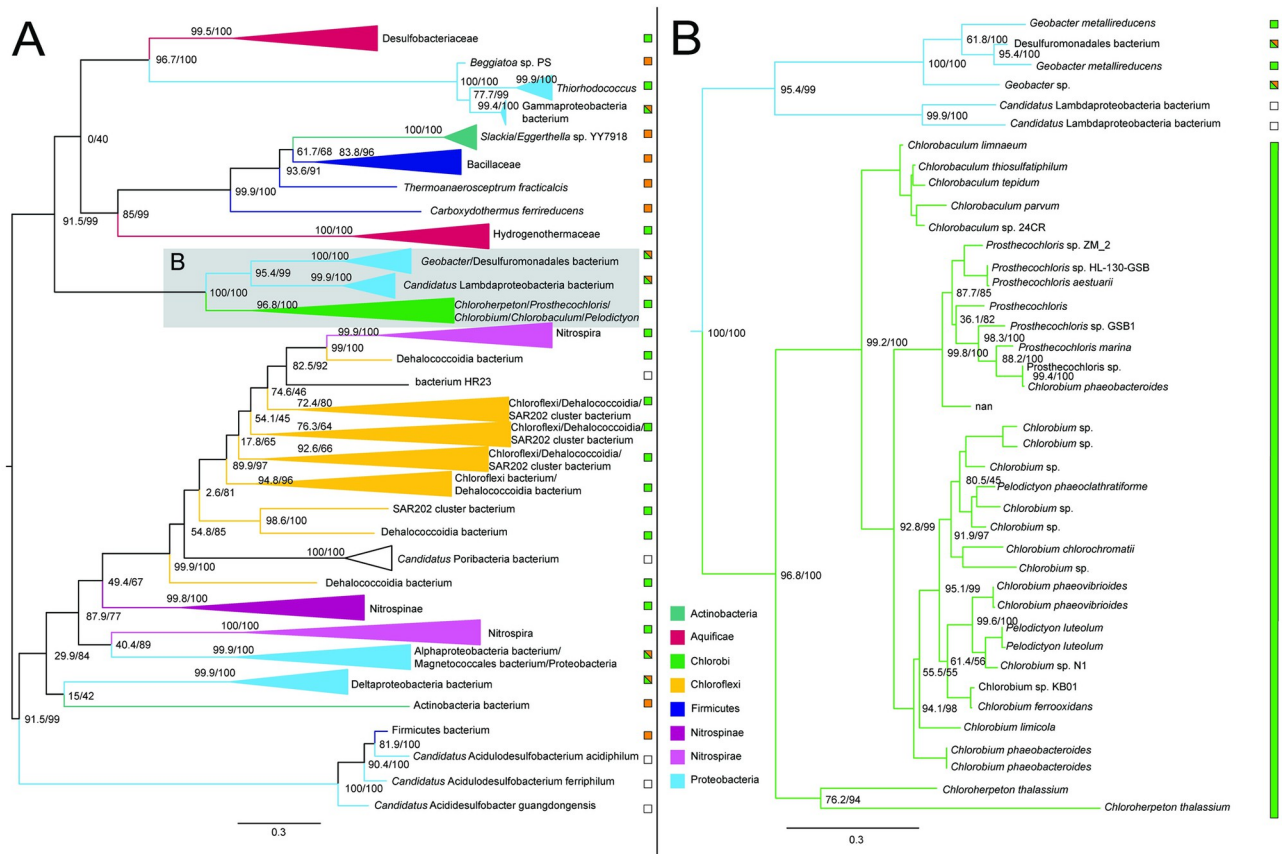 A
99.5/100
Desulfobacteriaceae
96.7/100
Beggiatoa sp. PS
100/100
99.9/100
Thiorhodococcus
77.7/99
99.4/100
Gammaproteobacteria
bacterium
0/40
100/100
Slackia/Eggerthella sp. YY7918
61.7/68
83.8/96
Bacillaceae
93.6/91
Thermoanaerosceptrum fracticalcis
99.9/100
Carboxydothermus ferrireducens
91.5/99
85/99
100/100
Hydrogenothermaceae
B
100/100
Geobacter/Desulfuromonadales bacterium
95.4/99
99.9/100
Candidatus Lambdaproteobacteria bacterium
100/100
96.8/100
Chloroherpeton/Prosthecochloris/
Chlorobium/Chlorobaculum/Pelodictyon
99.9/100
Nitrospira
99/100
Dehalococcoidia bacterium
82.5/92
bacterium HR23
74.6/46
72.4/80
Chloroflexi/Dehalococcoidia/
SAR202 cluster bacterium
54.1/45
76.3/64
Chloroflexi/Dehalococcoidia/
SAR202 cluster bacterium
17.8/65
92.6/66
Chloroflexi/Dehalococcoidia/
SAR202 cluster bacterium
89.9/97
94.8/96
Chloroflexi bacterium/
Dehalococcoidia bacterium
2.6/81
SAR202 cluster bacterium
98.6/100
Dehalococcoidia bacterium
54.8/85
100/100
Candidatus Poribacteria bacterium
99.9/100
Dehalococcoidia bacterium
49.4/67
99.8/100
Nitrospinae
87.9/77
100/100
Nitrospira
40.4/89
99.9/100
Alphaproteobacteria bacterium/
Magnetococcales bacterium/Proteobacteria
29.9/84
99.9/100
Deltaproteobacteria bacterium
15/42
Actinobacteria bacterium
91.5/99
Firmicutes bacterium
81.9/100
Candidatus Acidulodesulfobacterium acidiphilum
90.4/100
Candidatus Acidulodesulfobacterium ferriphilum
100/100
Candidatus Acididesulfobacter guangdongensis
0.3
B
Geobacter metallireducens
61.8/100
Desulfuromonadales bacterium
95.4/100
100/100
Geobacter metallireducens
Geobacter sp.
95.4/99
Candidatus Lambdaproteobacteria bacterium
99.9/100
Candidatus Lambdaproteobacteria bacterium
Chlorobaculum limnaeum
Chlorobaculum thiosulfatiphilum
Chlorobaculum tepidum
Chlorobaculum parvum
Chlorobaculum sp. 24CR
Prosthecochloris sp. ZM_2
Prosthecochloris sp. HL-130-GSB
Prosthecochloris aestuarii
87.7/85
Prosthecochloris
36.1/82
Prosthecochloris sp. GSB1
100/100
99.2/100
98.3/100
Prosthecochloris marina
99.8/100
88.2/100
Prosthecochloris sp.
99.4/100
Chlorobium phaeobacteroides
nan
Chlorobium sp.
Chlorobium sp.
Chlorobium sp.
80.5/45
Pelodictyon phaeoclathratiforme
Chlorobium sp.
92.8/99
Chlorobium sp.
91.9/97
Chlorobium chlorochromatii
Chlorobium sp.
96.8/100
95.1/99
Chlorobium phaeovibrioides
Chlorobium phaeovibrioides
99.6/100
Pelodictyon luteolum
Pelodictyon luteolum
61.4/56
Chlorobium sp. N1
55.5/55
Chlorobium sp. KB01
94.1/98
Chlorobium ferrooxidans
Chlorobium limicola
Chlorobium phaeobacteroides
Chlorobium phaeobacteroides
Chloroherpeton thalassium
76.2/94
Chloroherpeton thalassium
0.3
Actinobacteria
Aquificae
Chlorobi
Chloroflexi
Firmicutes
Nitrospinae
Nitrospirae
Proteobacteria